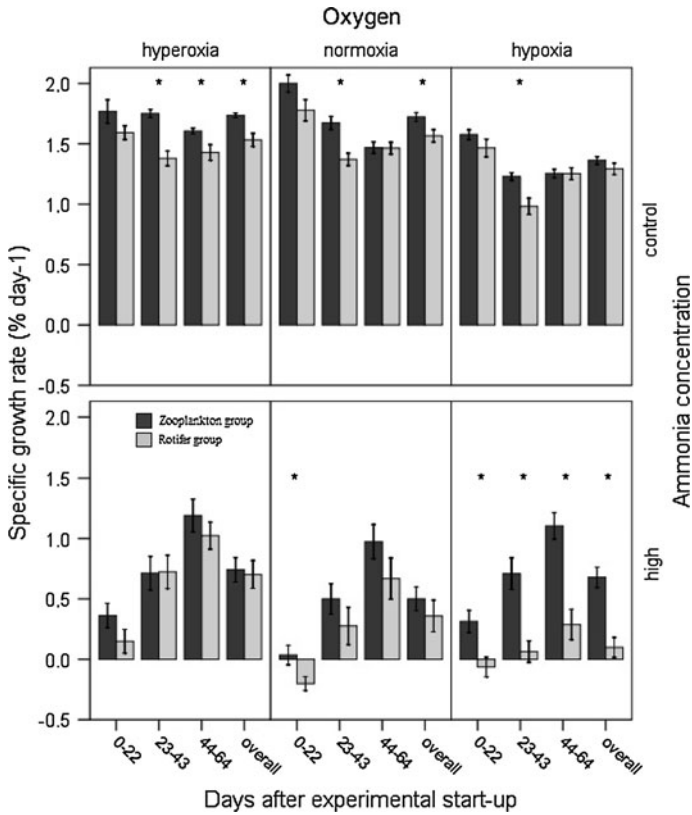 Oxygen
hyperoxia normoxia hypoxia
* * * * * *
2.0
1.5
1.0
0.5
0.0
-0.5
control
Zooplankton group
Rotifer group
* * * * *
2.0
1.5
1.0
0.5
0.0
-0.5
high
Specific growth rate (% day-1)
Ammonia concentration
0-22 23-43 44-64 overall 0-22 23-43 44-64 overall 0-22 23-43 44-64 overall
Days after experimental start-up